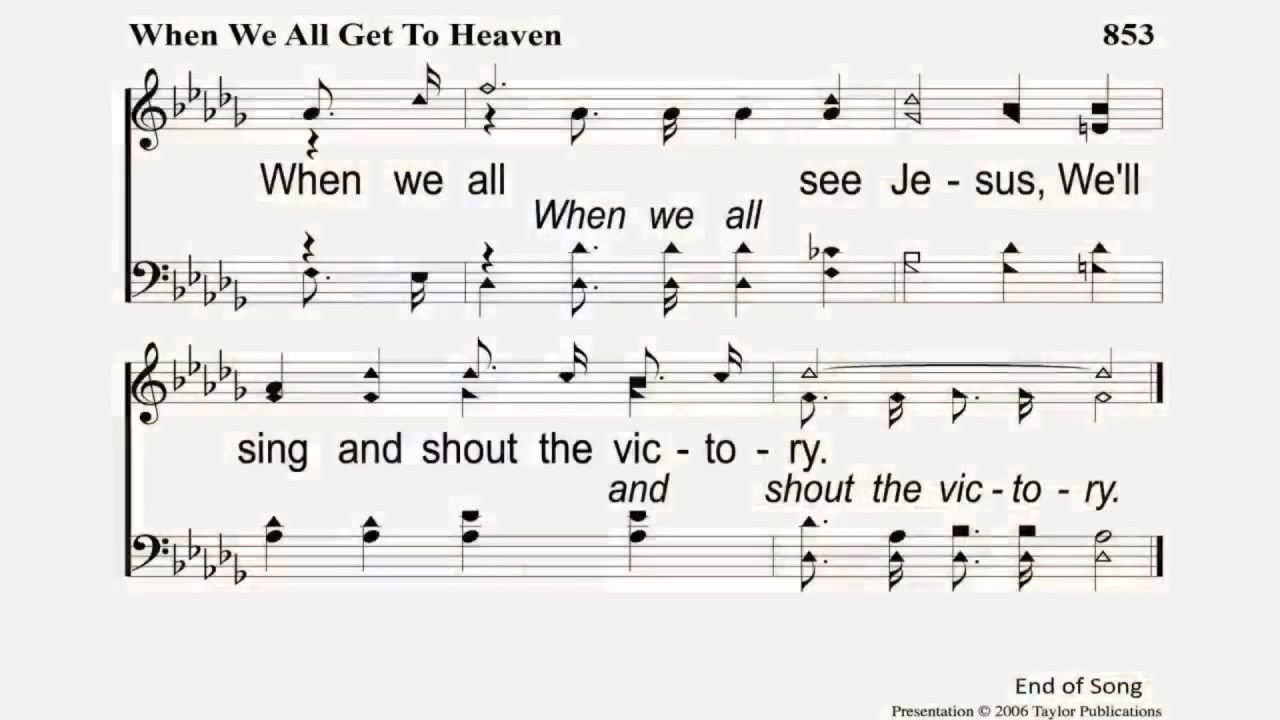 When We All Get To Heaven 853
When we all see Je - sus, We'll
When we all
sing and shout the vic - to - ry.
and shout the vic - to - ry.
End of Song
Presentation © 2006 Taylor Publications